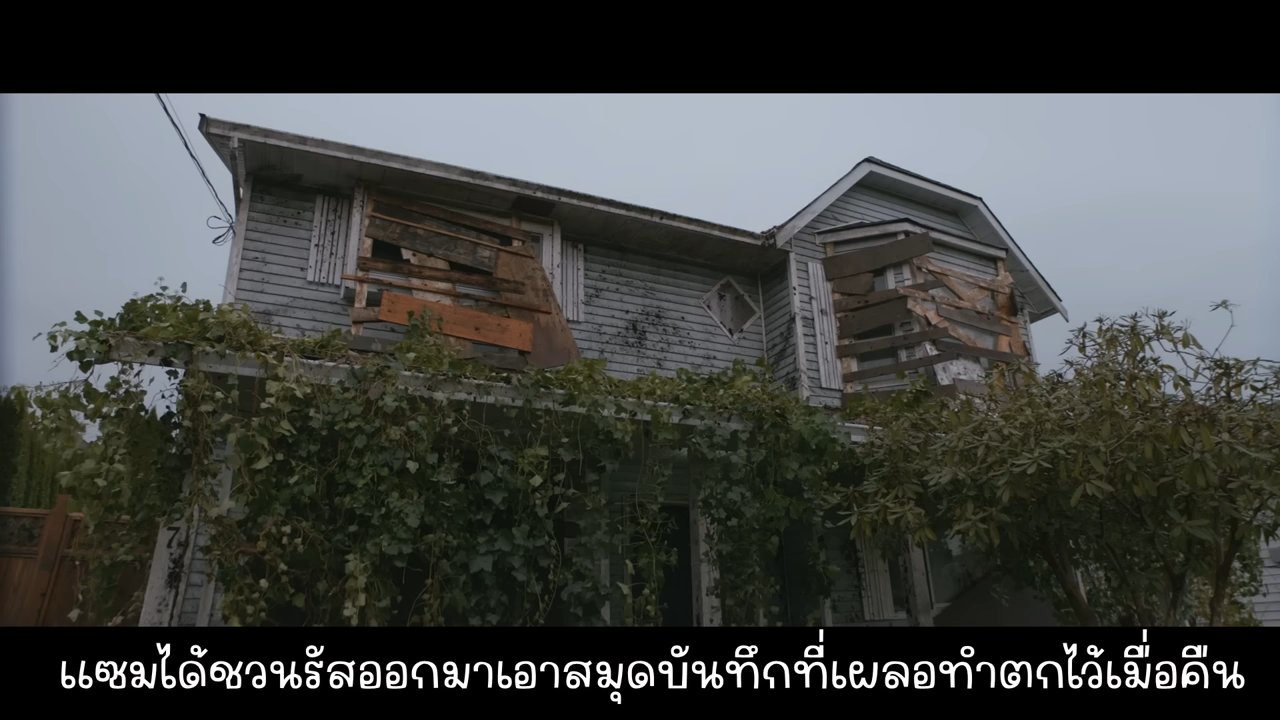 7
แซมได้ชวนรัสออกมาเอาสมุดบันทึกที่เผลอทำตกไว้เมื่อคืน